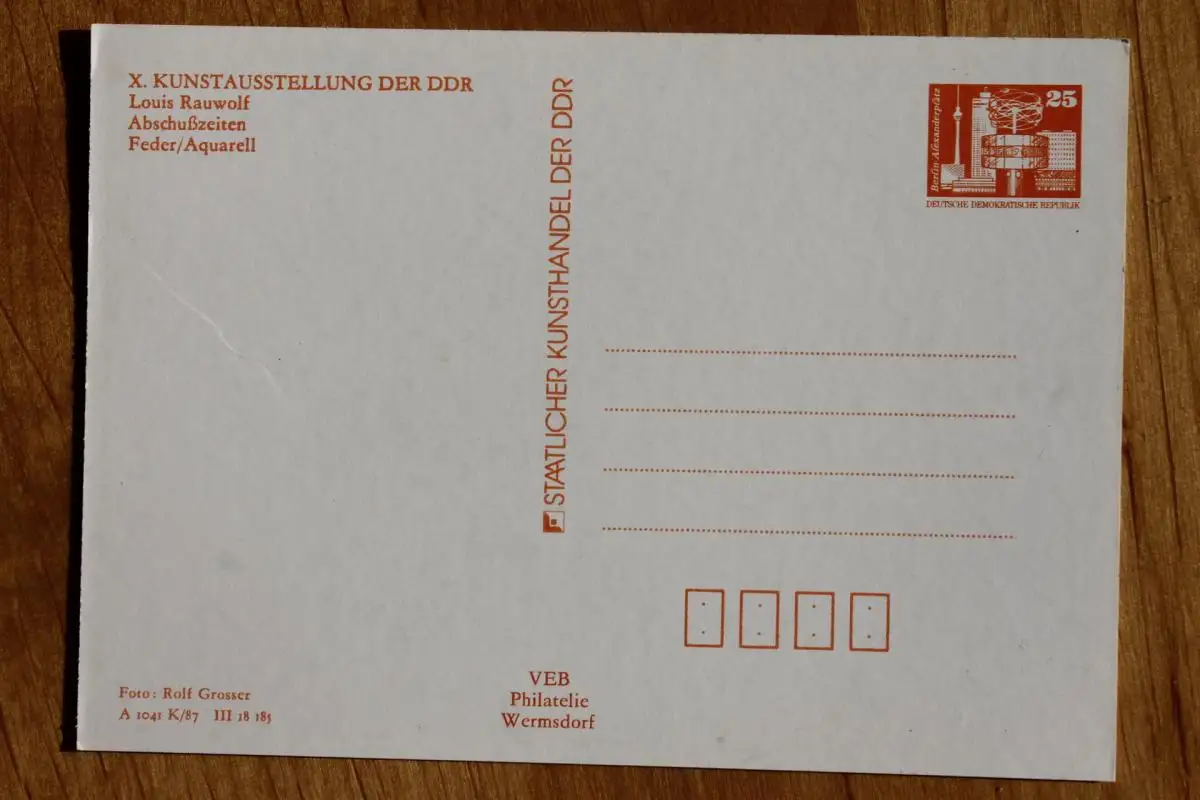 X. KUNSTAUSSTELLUNG DER DDR
Louis Rauwolf
Abschußzeiten
Feder/Aquarell
STAATLICHER KUNSTHANDEL DER DDR
25
Berlin-Alexanderplatz
DEUTSCHE DEMOKRATISCHE REPUBLIK
Foto: Rolf Grosser
A 1041 K/87 III 18 185
VEB
Philatelie
Wermsdorf